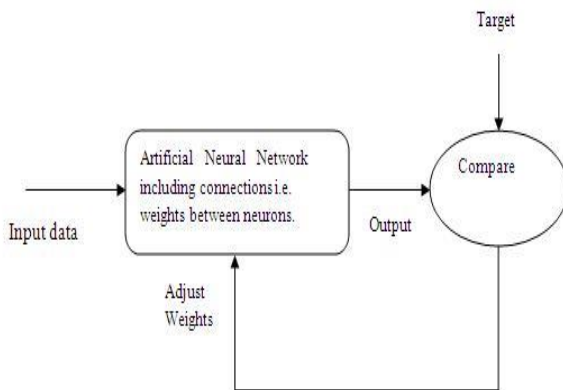 Target
Artificial Neural Network
including connections i.e.
weights between neurons.
Compare
Input data
Output
Adjust
Weights